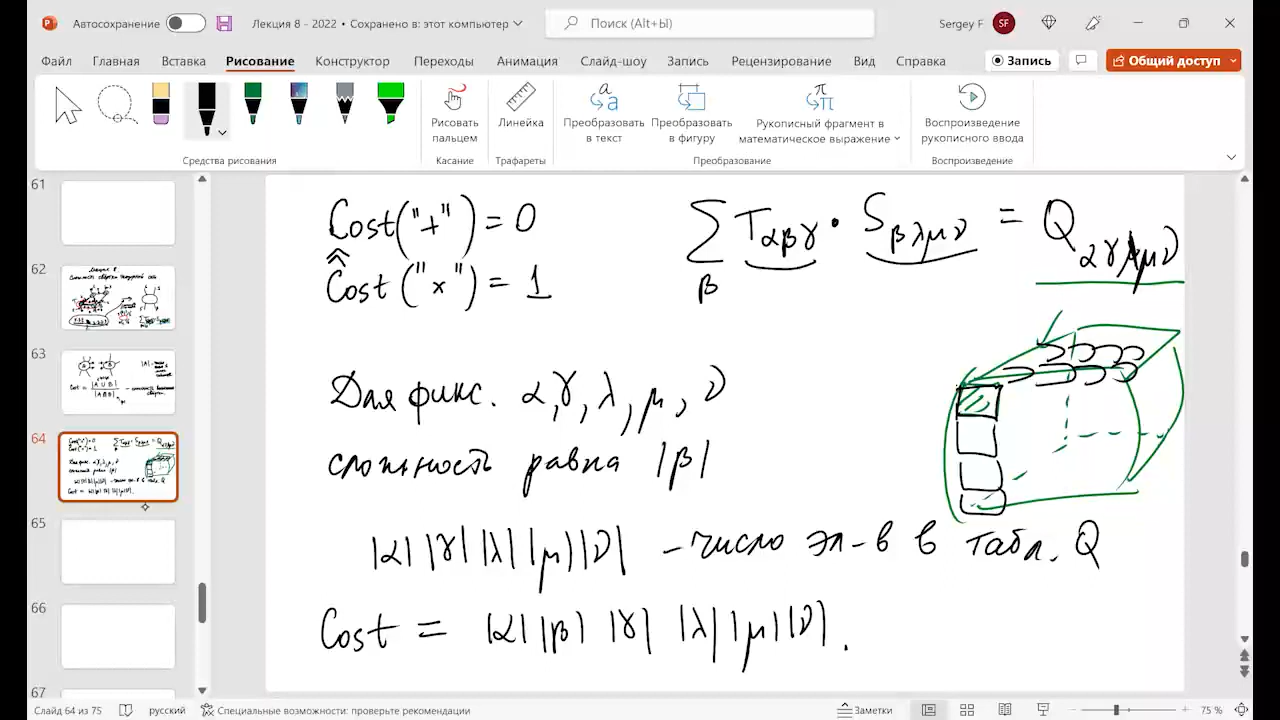 Автосохранение
Лекция 8 - 2022 • Сохранено в: этот компьютер
Поиск (Alt+Ы)
Sergey F
SF
Файл Главная Вставка Рисование Конструктор Переходы Анимация Слайд-шоу Запись Рецензирование Вид Справка
Запись
Общий доступ
Рисовать пальцем
Линейка
Преобразовать в текст
Преобразовать в фигуру
Рукописный фрагмент в математическое выражение
Воспроизведение рукописного ввода
Средства рисования
Касание
Трафареты
Преобразование
Воспроизведение
61
62
63
64
65
66
67
Cost("+") = 0
Cost("×") = 1
∑_β T_αβγ · S_βλμν = Q_αγλμν
Для фикс. α, γ, λ, μ, ν
сложность равна |β|
|α| |γ| |λ| |μ| |ν| – число эл-в в табл. Q
Cost = |α| |β| |γ| |λ| |μ| |ν|.
Слайд 64 из 75
русский
Специальные возможности: проверьте рекомендации
Заметки
75 %